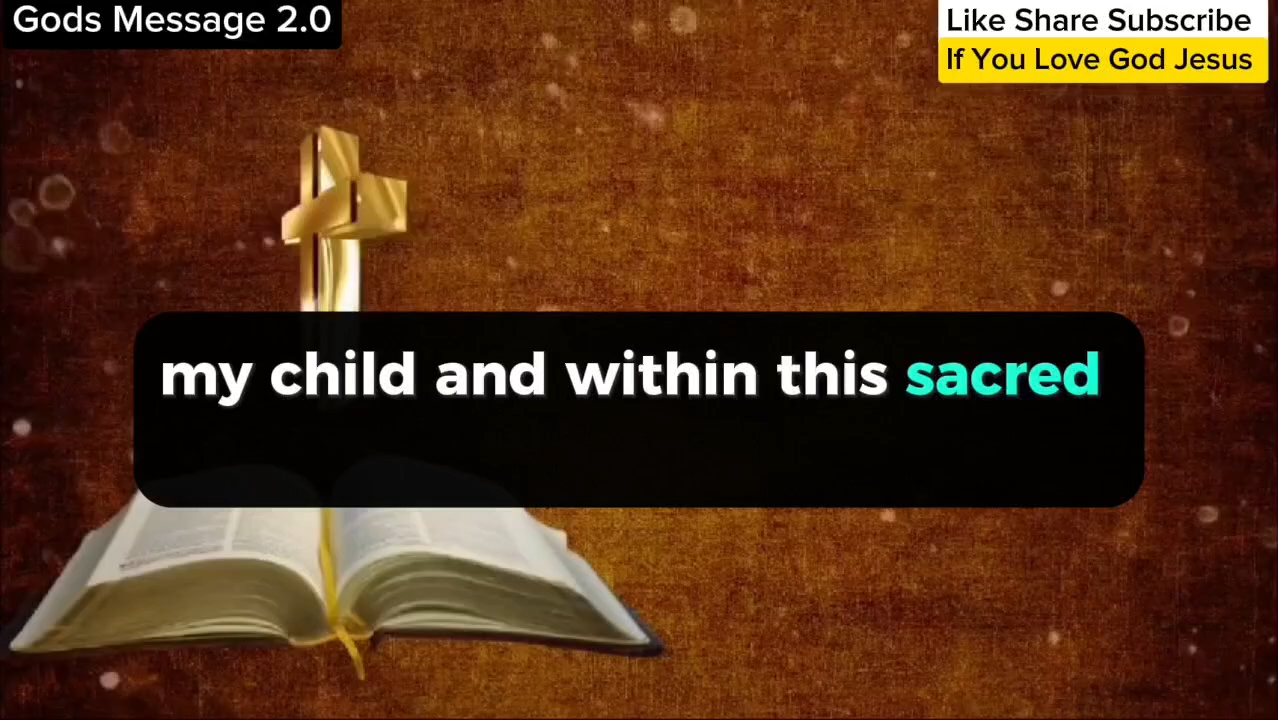 Gods Message 2.0
Like Share Subscribe
If You Love God Jesus
my child and within this sacred